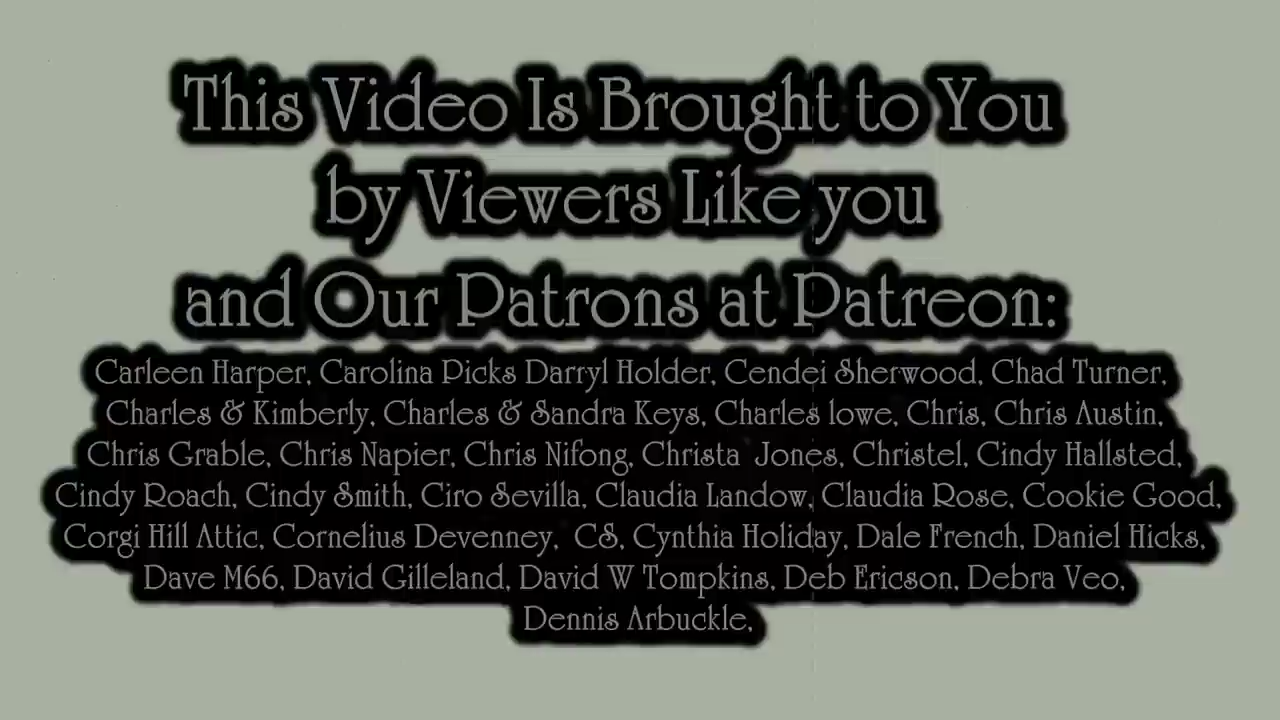 This Video Is Brought to You
by Viewers Like you
and Our Patrons at Patreon:
Carleen Harper, Carolina Picks Darryl Holder, Cendei Sherwood, Chad Turner,
Charles & Kimberly, Charles & Sandra Keys, Charles lowe, Chris, Chris Austin,
Chris Grable, Chris Napier, Chris Nifong, Christa Jones, Christel, Cindy Hallsted,
Cindy Roach, Cindy Smith, Ciro Sevilla, Claudia Landow, Claudia Rose, Cookie Good,
Corgi Hill Attic, Cornelius Devenney, CS, Cynthia Holiday, Dale French, Daniel Hicks,
Dave M66, David Gilleland, David W Tompkins, Deb Ericson, Debra Veo,
Dennis Arbuckle,